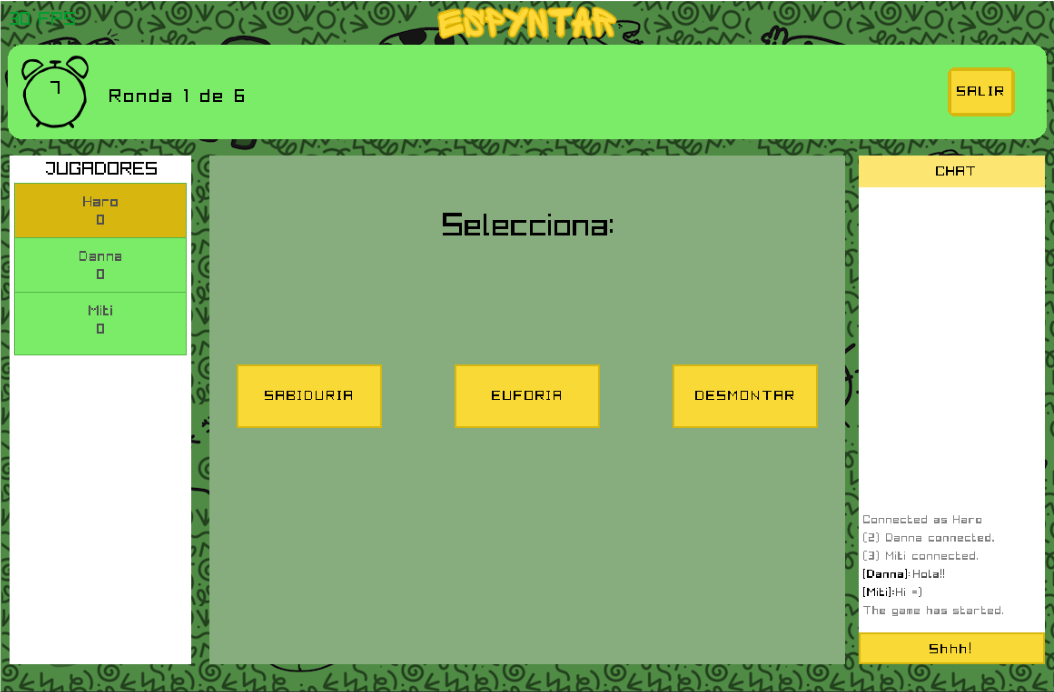 30 FPS
ESPYNTAR
7
Ronda 1 de 6
SALIR
JUGADORES
Haro
0
Danna
0
Miti
0
Selecciona:
SABIDURIA
EUFORIA
DESMONTAR
CHAT
Connected as Haro
(2) Danna connected.
(3) Miti connected.
[Danna]:Hola!!
[Miti]:Hi =)
The game has started.
Shhh!